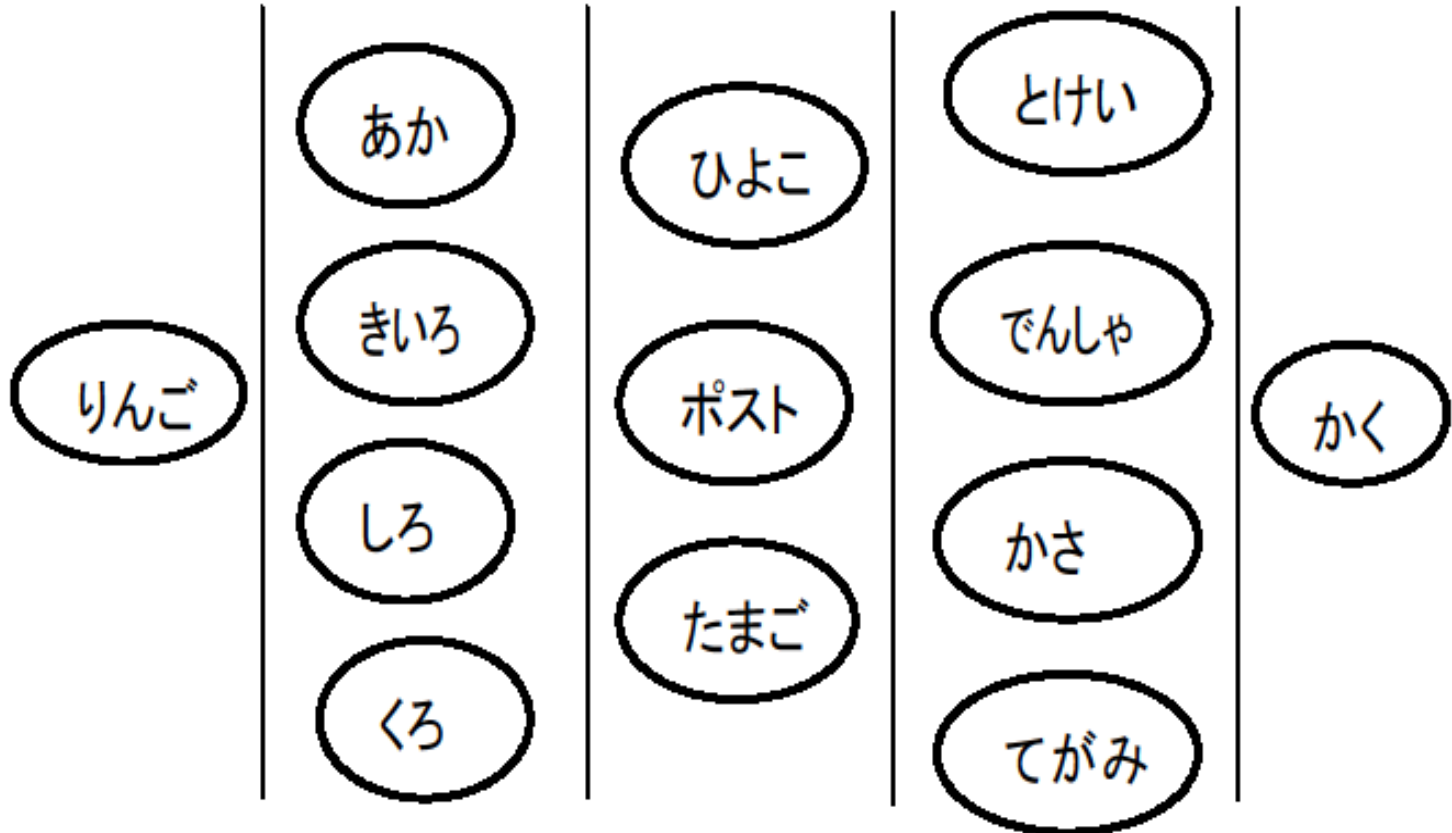 りんご
あか
きいろ
しろ
くろ
ひよこ
ポスト
たまご
とけい
でんしゃ
かさ
てがみ
かく